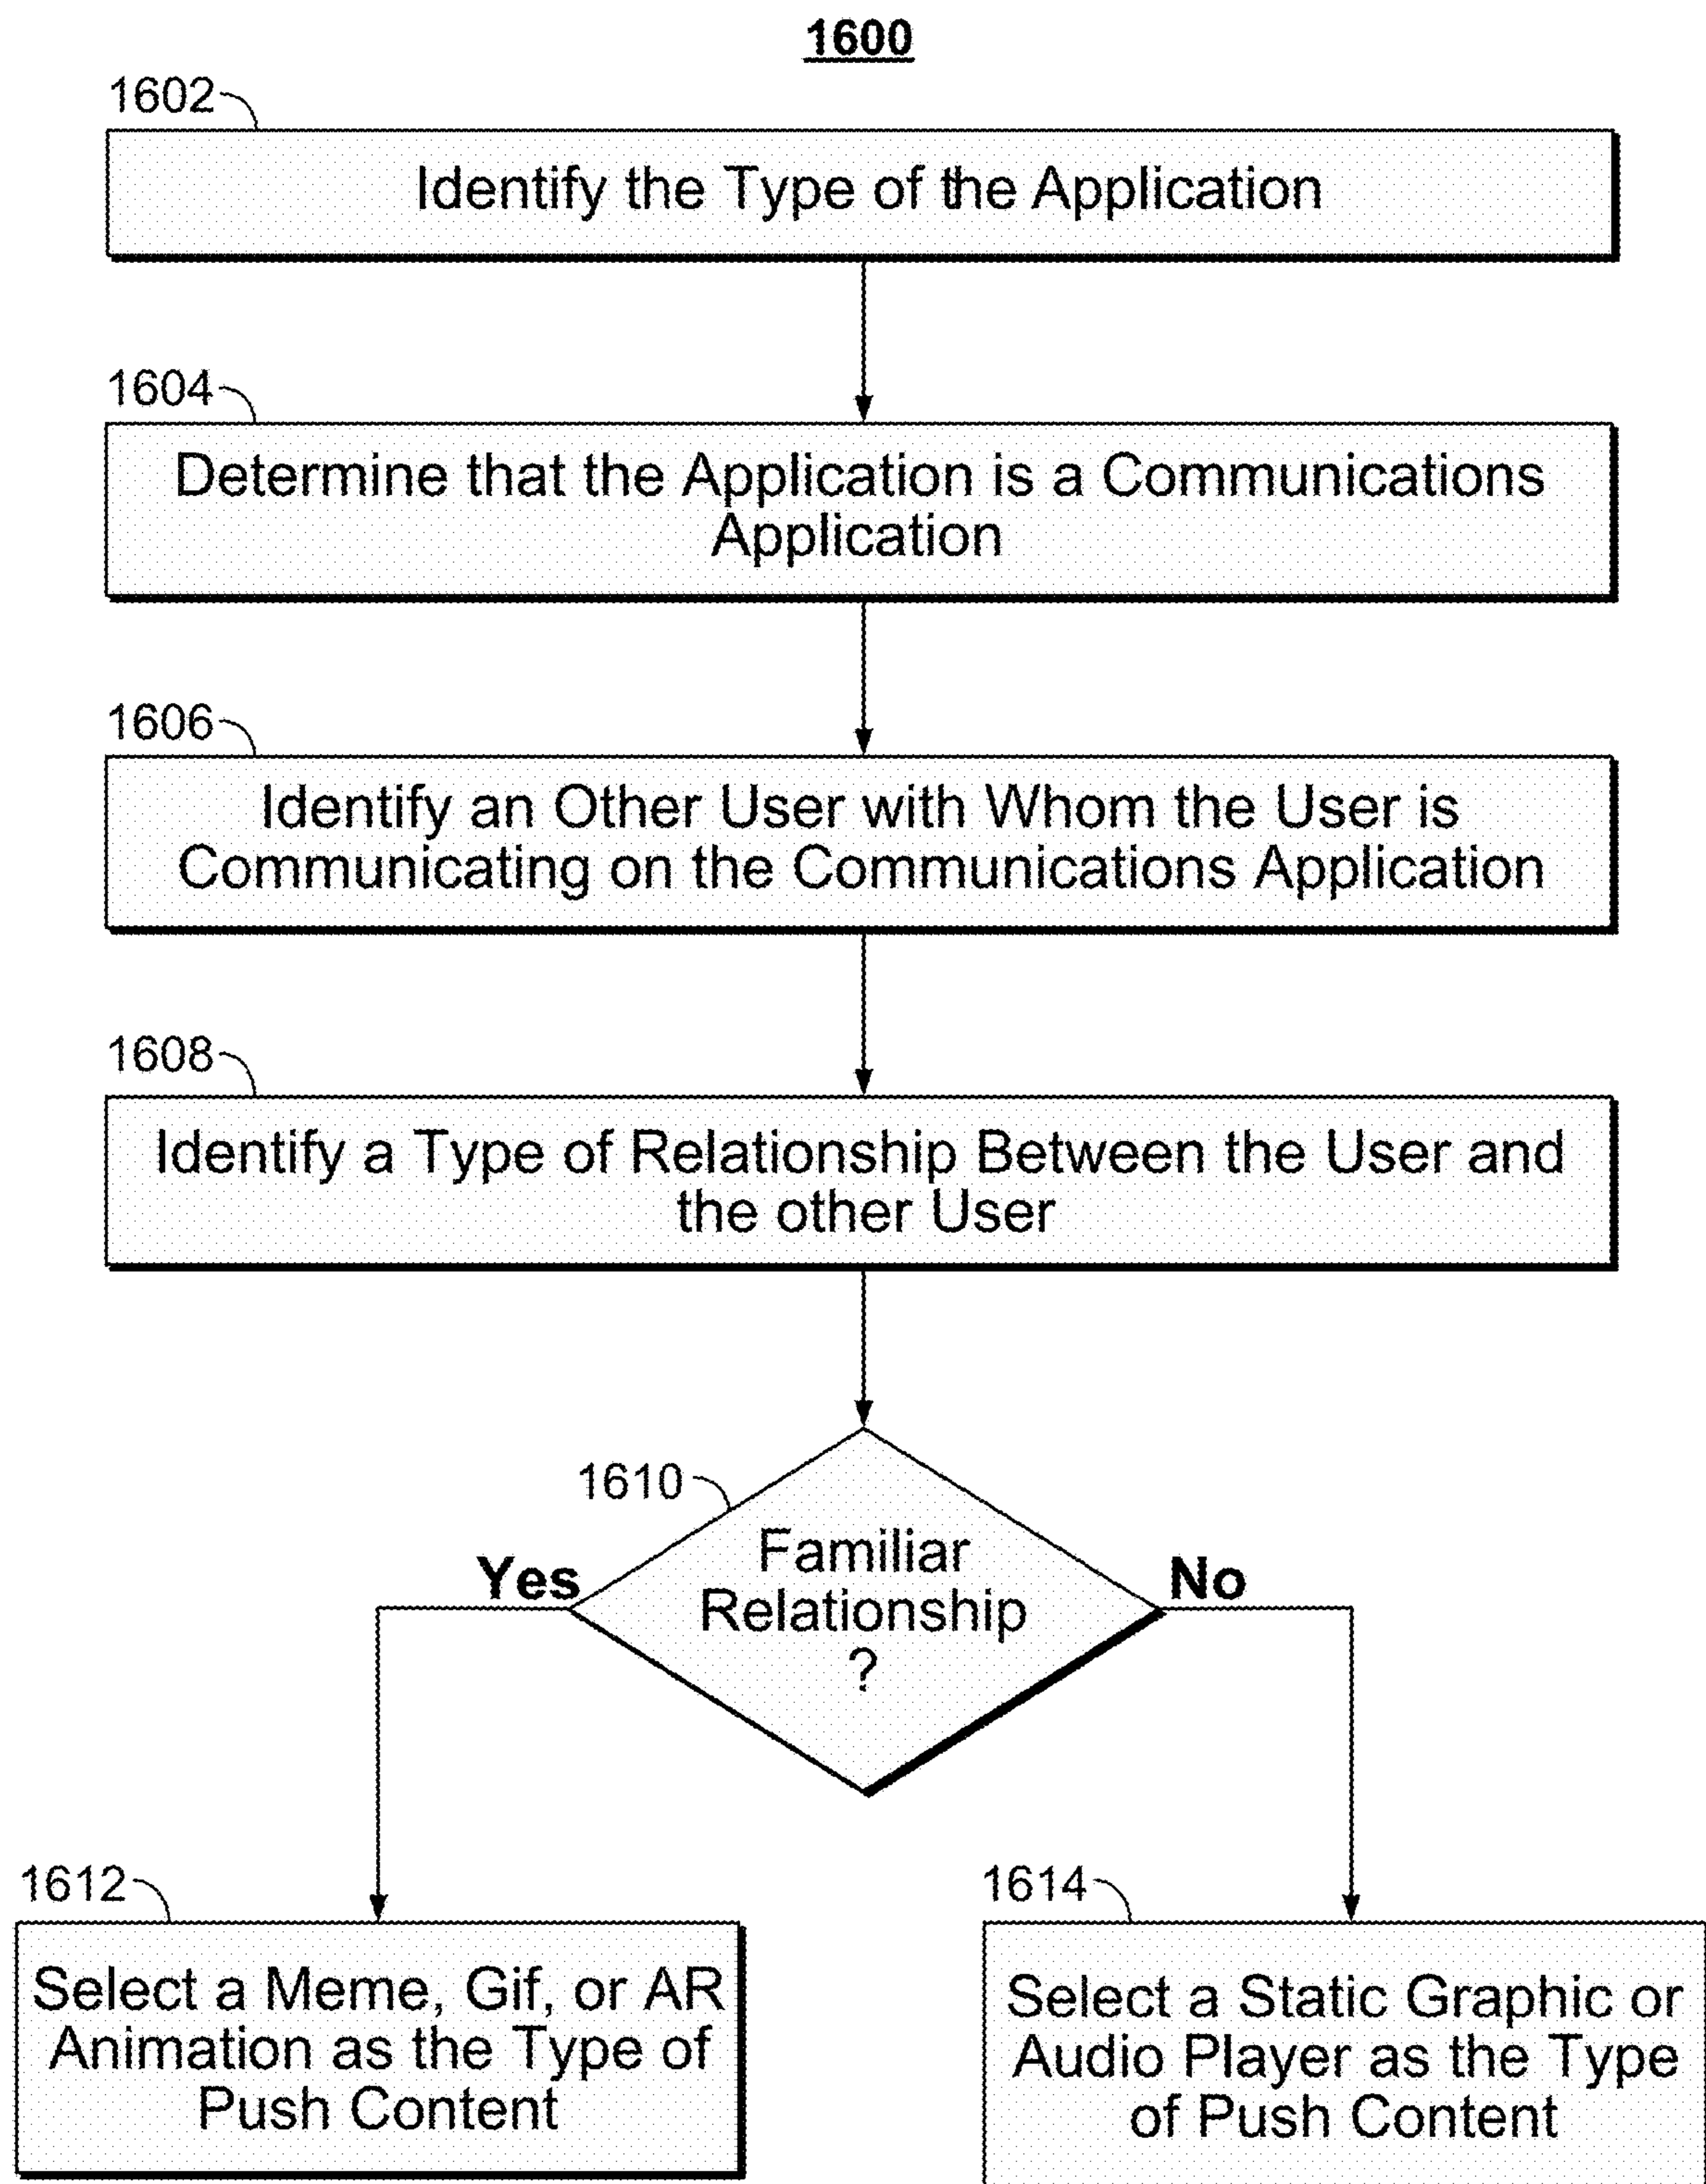 1600
1602
Identify the Type of the Application
1604
Determine that the Application is a Communications
Application
1606
Identify an Other User with Whom the User is
Communicating on the Communications Application
1608
Identify a Type of Relationship Between the User and
the other User
1610
Familiar
Relationship
?
Yes
No
1612
Select a Meme, Gif, or AR
Animation as the Type of
Push Content
1614
Select a Static Graphic or
Audio Player as the Type
of Push Content